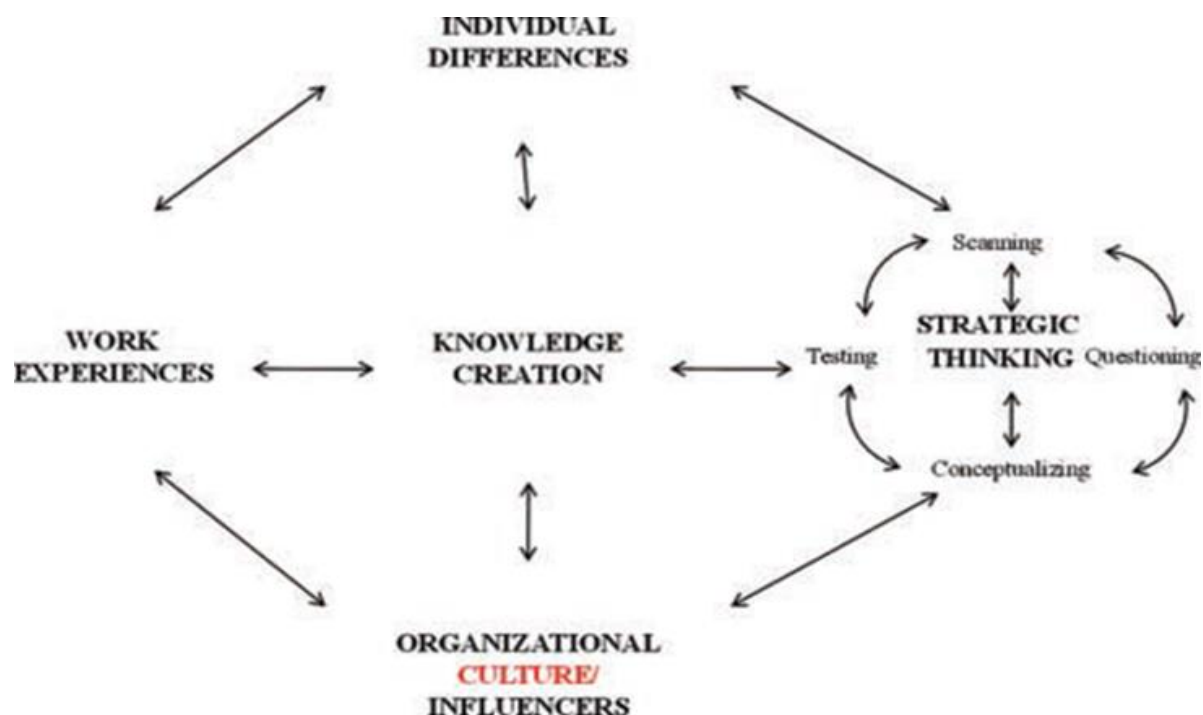 INDIVIDUAL
DIFFERENCES
Scanning
WORK
EXPERIENCES
KNOWLEDGE
CREATION
Testing
STRATEGIC
THINKING
Questioning
Conceptualizing
ORGANIZATIONAL
CULTURE/
INFLUENCERS